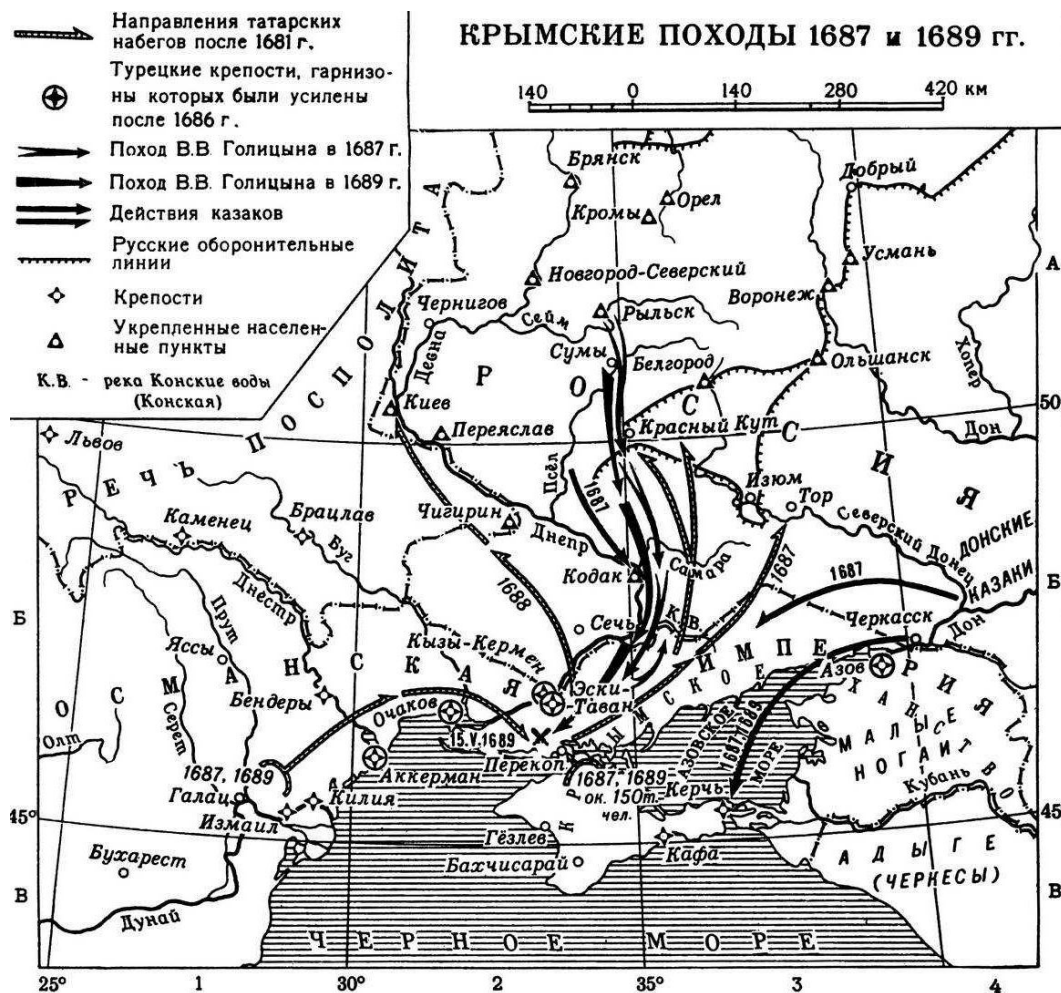 КРЫМСКИЕ ПОХОДЫ 1687 и 1689 гг.
140 0 140 280 420 км
Направления татарских
набегов после 1681 г.
Турецкие крепости, гарнизо-
ны которых были усилены
после 1686 г.
Поход В.В. Голицына в 1687 г.
Поход В.В. Голицына в 1689 г.
Действия казаков
Русские оборонительные
линии
Крепости
Укрепленные населен-
ные пункты
К.В. - река Конские воды
(Конская)
Брянск
Добрый
Орел
Кромы
Усмань
А
Новгород-Северский
Воронеж
Чернигов
Сейм
Рыльск
Хопер
Сумы
Белгород
Ольшанск
Десна
РОССИЯ
Киев
Переяслав
Красный Кут
50
Дон
Львов
РЕЧЬ ПОСПОЛИТА
Псёл
1687
Изюм
Тор
Каменец
Брацлав
Чигирин
Северский Донец
ДОНСКИЕ
КАЗАКИ
Буг
Днепр
Самара
Кодак
1687
1687
Днестр
1688
Б
Б
Прут
Сечь
К.В.
Черкасск
Дон
Яссы
Кызы-Кермен
Азов
ОСМАНСКАЯ ИМПЕРИЯ
Бендеры
Эски-
-Таван
Серет
Очаков
Олт
15.V.1689
АЗОВСКОЕ
МОРЕ
1687, 1689
МАЛЫЕ
НОГАИ
Перекоп
КРЫМСКОЕ ХАНСТВО
1687, 1689
Аккерман
1687, 1689
ок. 150т.
чел.
Керчь
Кубань
Галац
Килия
45°
45
Измаил
Гёзлев
Кафа
Бухарест
Бахчисарай
АДЫГЕ
(ЧЕРКЕСЫ)
В
В
Дунай
ЧЕРНОЕ МОРЕ
25° 1 30° 2 35° 3 4